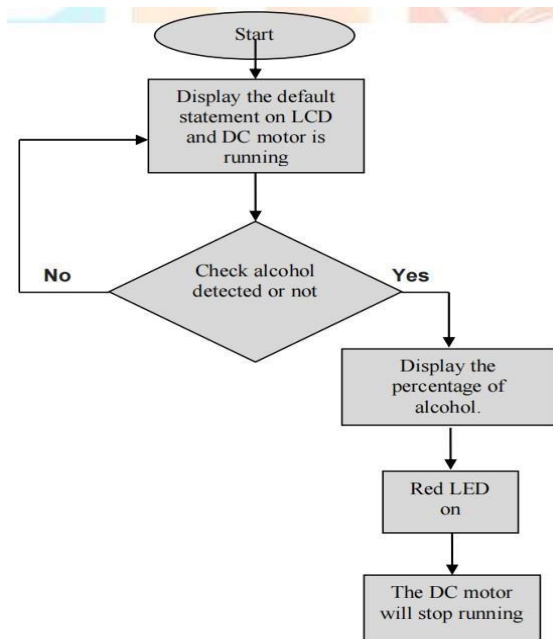 Start
Display the default
statement on LCD
and DC motor is
running
No
Check alcohol
detected or not
Yes
Display the
percentage of
alcohol.
Red LED
on
The DC motor
will stop running